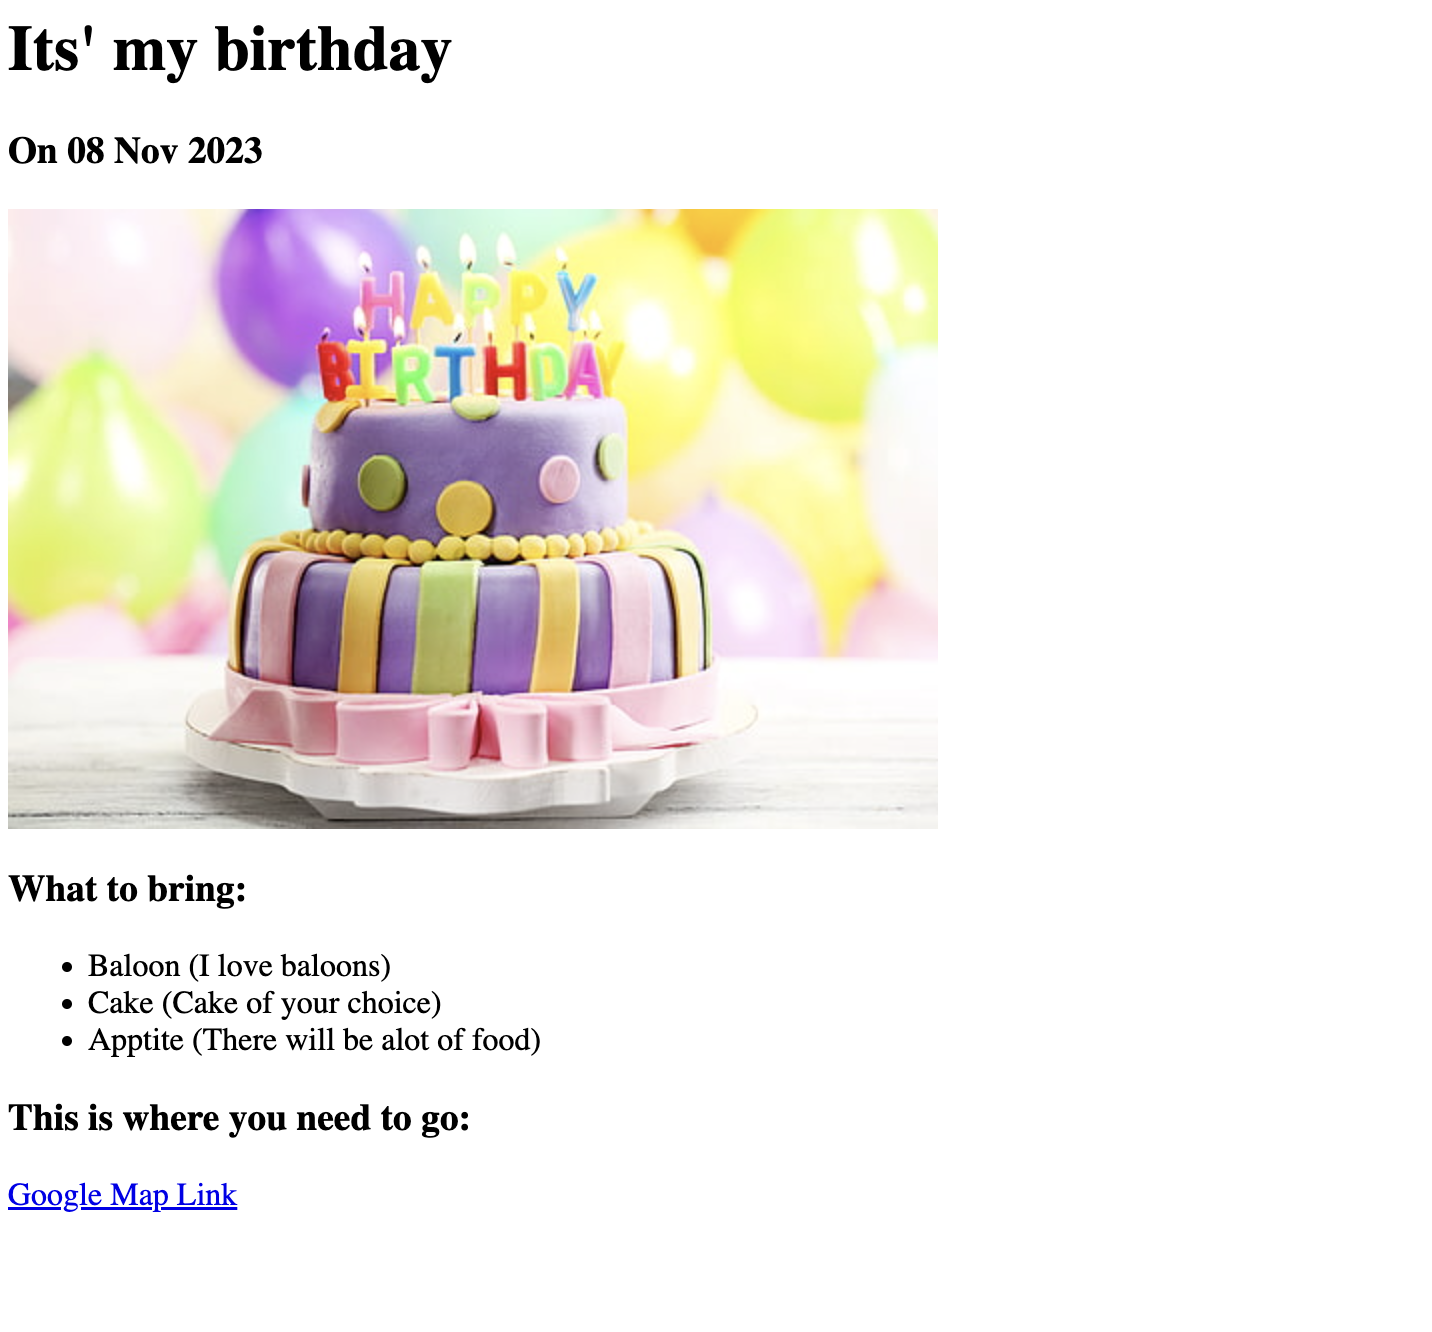 Its' my birthday
On 08 Nov 2023
HAPPY
BIRTHDAY
What to bring:
Baloon (I love baloons)
Cake (Cake of your choice)
Apptite (There will be alot of food)
This is where you need to go:
Google Map Link